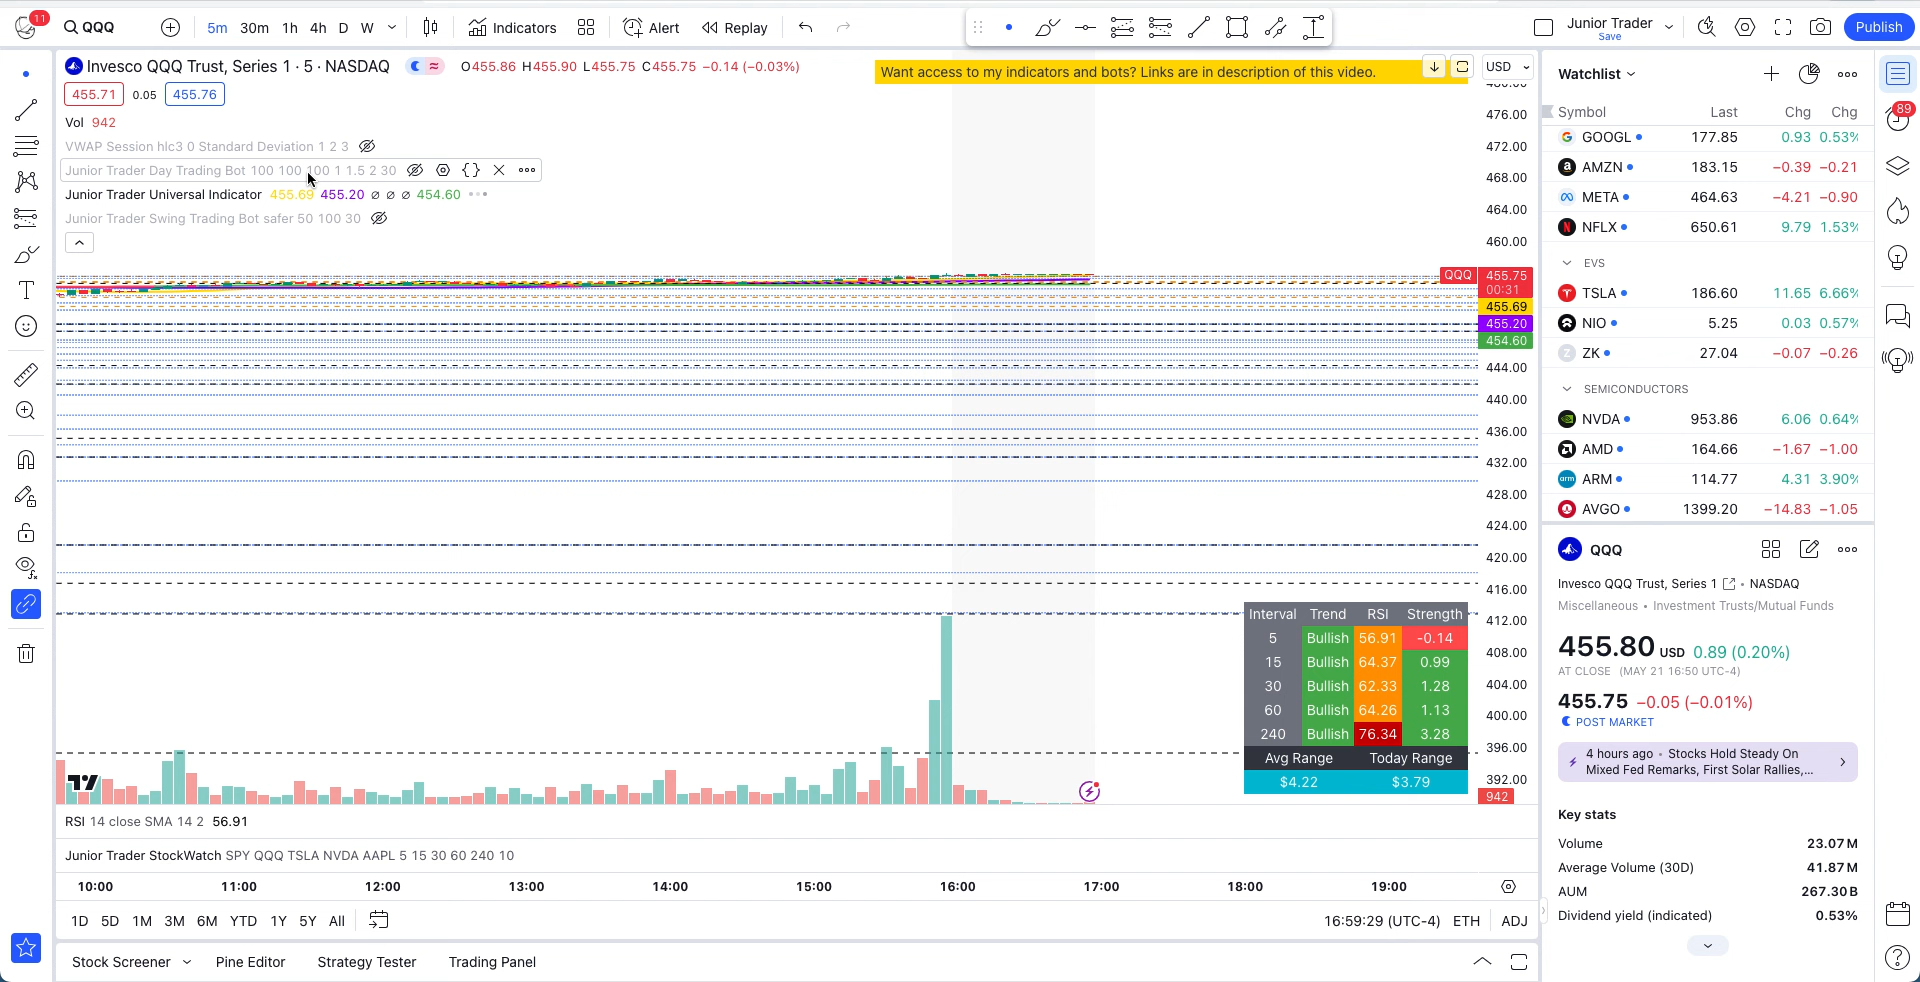 11
QQQ
5m 30m 1h 4h D W
Indicators
Alert
Replay
Junior Trader
Save
Publish
Invesco QQQ Trust, Series 1 · 5 · NASDAQ
O455.86 H455.90 L455.75 C455.75 −0.14 (−0.03%)
Want access to my indicators and bots? Links are in description of this video.
USD
455.71 0.05 455.76
Vol 942
VWAP Session hlc3 0 Standard Deviation 1 2 3
Junior Trader Day Trading Bot 100 100 100 1 1.5 2 30
Junior Trader Universal Indicator 455.69 455.20 ∅ ∅ ∅ 454.60
Junior Trader Swing Trading Bot safer 50 100 30
476.00
472.00
468.00
464.00
460.00
QQQ 455.75
00:31
455.69
455.20
454.60
444.00
440.00
436.00
432.00
428.00
424.00
420.00
416.00
412.00
408.00
404.00
400.00
396.00
392.00
942
Interval Trend RSI Strength
5 Bullish 56.91 -0.14
15 Bullish 64.37 0.99
30 Bullish 62.33 1.28
60 Bullish 64.26 1.13
240 Bullish 76.34 3.28
Avg Range Today Range
$4.22 $3.79
RSI 14 close SMA 14 2 56.91
Junior Trader StockWatch SPY QQQ TSLA NVDA AAPL 5 15 30 60 240 10
10:00 11:00 12:00 13:00 14:00 15:00 16:00 17:00 18:00 19:00
1D 5D 1M 3M 6M YTD 1Y 5Y All
16:59:29 (UTC-4) ETH ADJ
Stock Screener Pine Editor Strategy Tester Trading Panel
Watchlist
Symbol Last Chg Chg
GOOGL 177.85 0.93 0.53%
AMZN 183.15 −0.39 −0.21
META 464.63 −4.21 −0.90
NFLX 650.61 9.79 1.53%
EVS
TSLA 186.60 11.65 6.66%
NIO 5.25 0.03 0.57%
ZK 27.04 −0.07 −0.26
SEMICONDUCTORS
NVDA 953.86 6.06 0.64%
AMD 164.66 −1.67 −1.00
ARM 114.77 4.31 3.90%
AVGO 1399.20 −14.83 −1.05
QQQ
Invesco QQQ Trust, Series 1 • NASDAQ
Miscellaneous • Investment Trusts/Mutual Funds
455.80 USD 0.89 (0.20%)
AT CLOSE (MAY 21 16:50 UTC-4)
455.75 −0.05 (−0.01%)
POST MARKET
4 hours ago • Stocks Hold Steady On
Mixed Fed Remarks, First Solar Rallies,...
Key stats
Volume 23.07M
Average Volume (30D) 41.87M
AUM 267.30B
Dividend yield (indicated) 0.53%
89